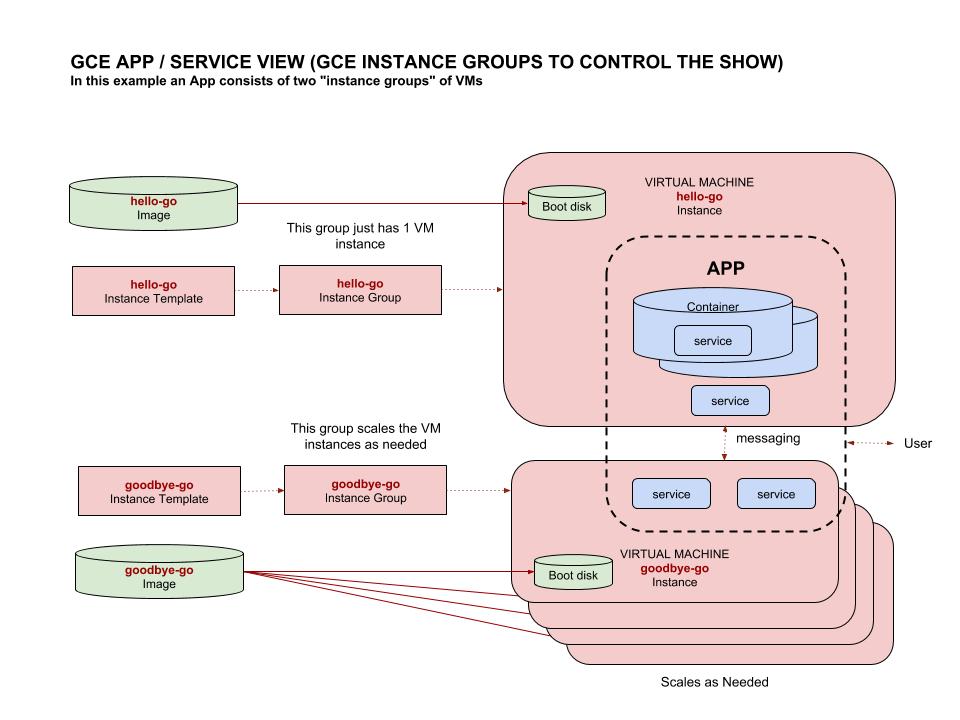 GCE APP / SERVICE VIEW (GCE INSTANCE GROUPS TO CONTROL THE SHOW)
In this example an App consists of two "instance groups" of VMs
hello-go
Image
This group just has 1 VM
instance
hello-go
Instance Template
hello-go
Instance Group
Boot disk
VIRTUAL MACHINE
hello-go
Instance
APP
Container
service
service
messaging
User
This group scales the VM
instances as needed
goodbye-go
Instance Template
goodbye-go
Instance Group
service
service
goodbye-go
Image
Boot disk
VIRTUAL MACHINE
goodbye-go
Instance
Scales as Needed